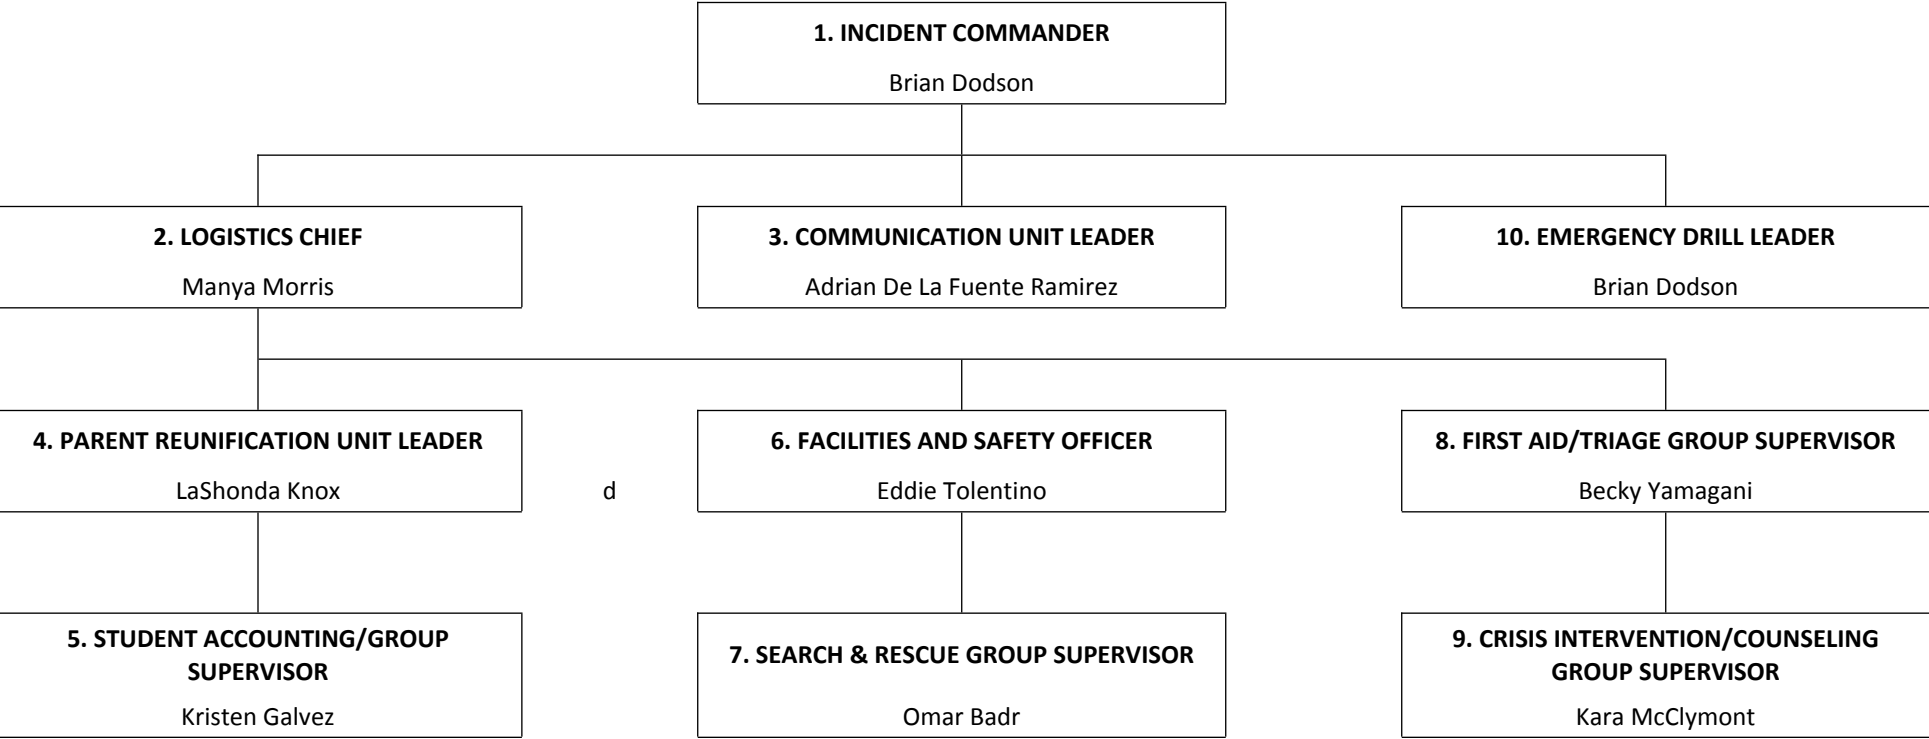 1. INCIDENT COMMANDER
Brian Dodson
2. LOGISTICS CHIEF
Manya Morris
3. COMMUNICATION UNIT LEADER
Adrian De La Fuente Ramirez
10. EMERGENCY DRILL LEADER
Brian Dodson
4. PARENT REUNIFICATION UNIT LEADER
LaShonda Knox
d
6. FACILITIES AND SAFETY OFFICER
Eddie Tolentino
8. FIRST AID/TRIAGE GROUP SUPERVISOR
Becky Yamagani
5. STUDENT ACCOUNTING/GROUP
SUPERVISOR
Kristen Galvez
7. SEARCH & RESCUE GROUP SUPERVISOR
Omar Badr
9. CRISIS INTERVENTION/COUNSELING
GROUP SUPERVISOR
Kara McClymont